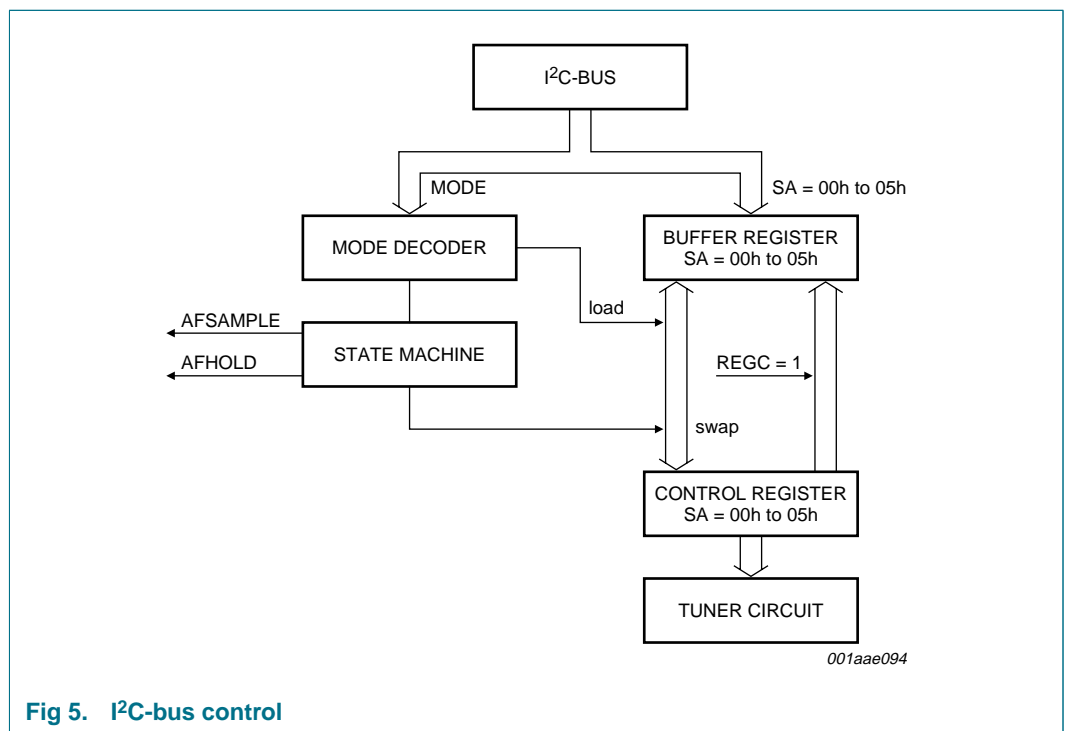 I2C-BUS
MODE
SA = 00h to 05h
MODE DECODER
BUFFER REGISTER
SA = 00h to 05h
load
AFSAMPLE
AFHOLD
STATE MACHINE
REGC = 1
swap
CONTROL REGISTER
SA = 00h to 05h
TUNER CIRCUIT
001aae094
Fig 5. I2C-bus control